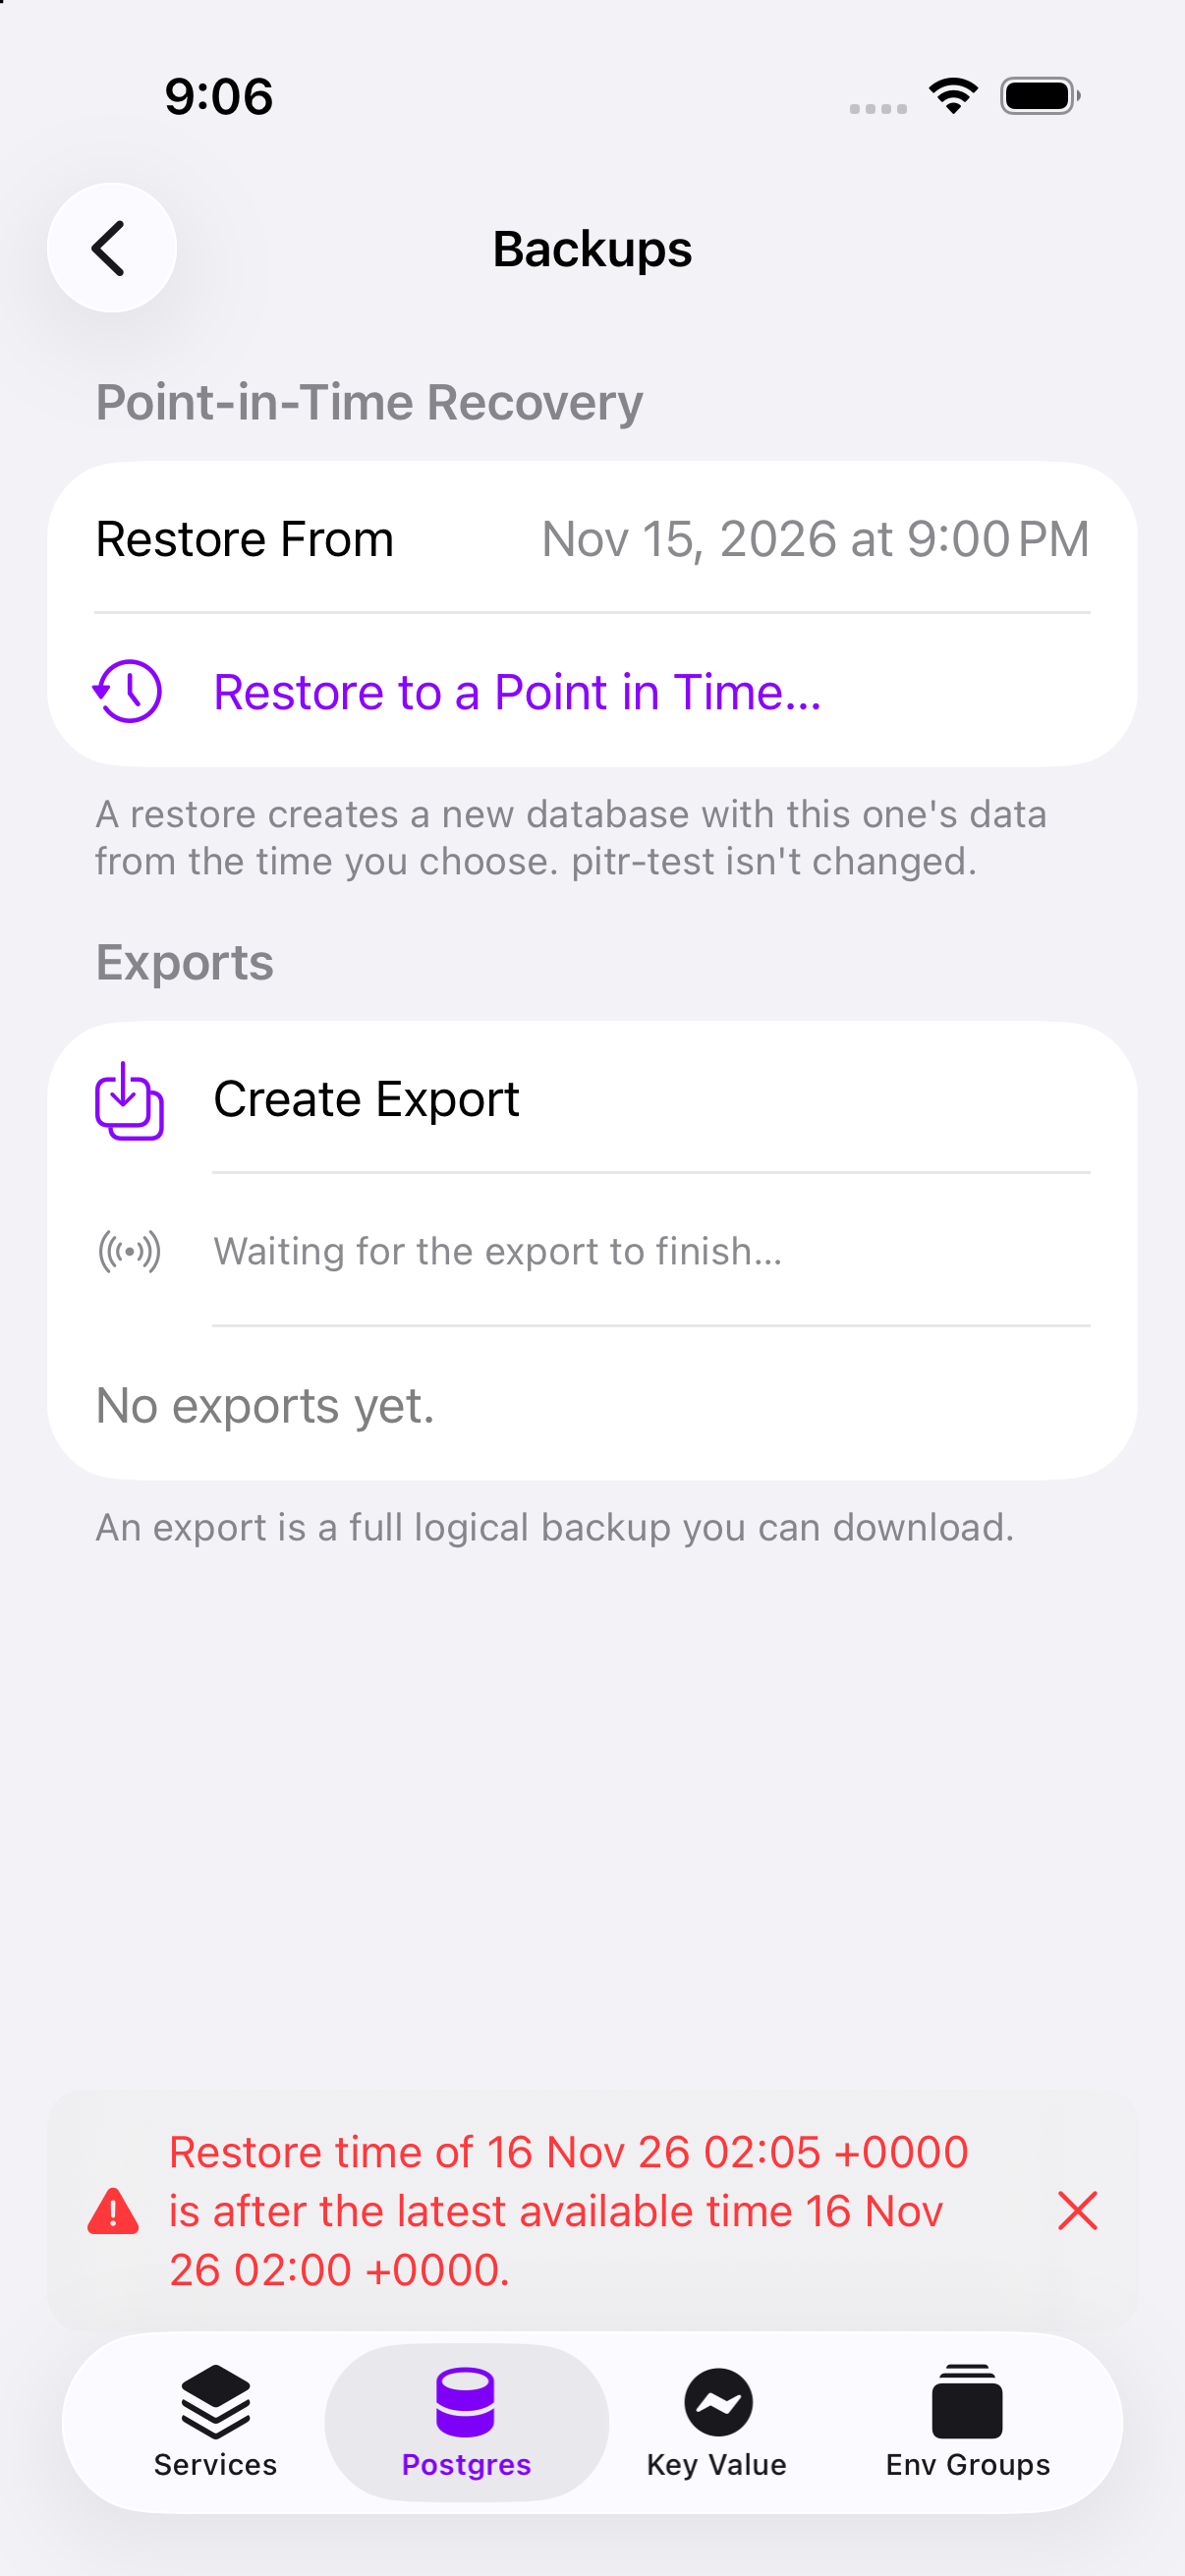 9:06
Backups
Point-in-Time Recovery
Restore From Nov 15, 2026 at 9:00 PM
Restore to a Point in Time...
A restore creates a new database with this one's data
from the time you choose. pitr-test isn't changed.
Exports
Create Export
Waiting for the export to finish...
No exports yet.
An export is a full logical backup you can download.
Restore time of 16 Nov 26 02:05 +0000
is after the latest available time 16 Nov
26 02:00 +0000.
Services Postgres Key Value Env Groups